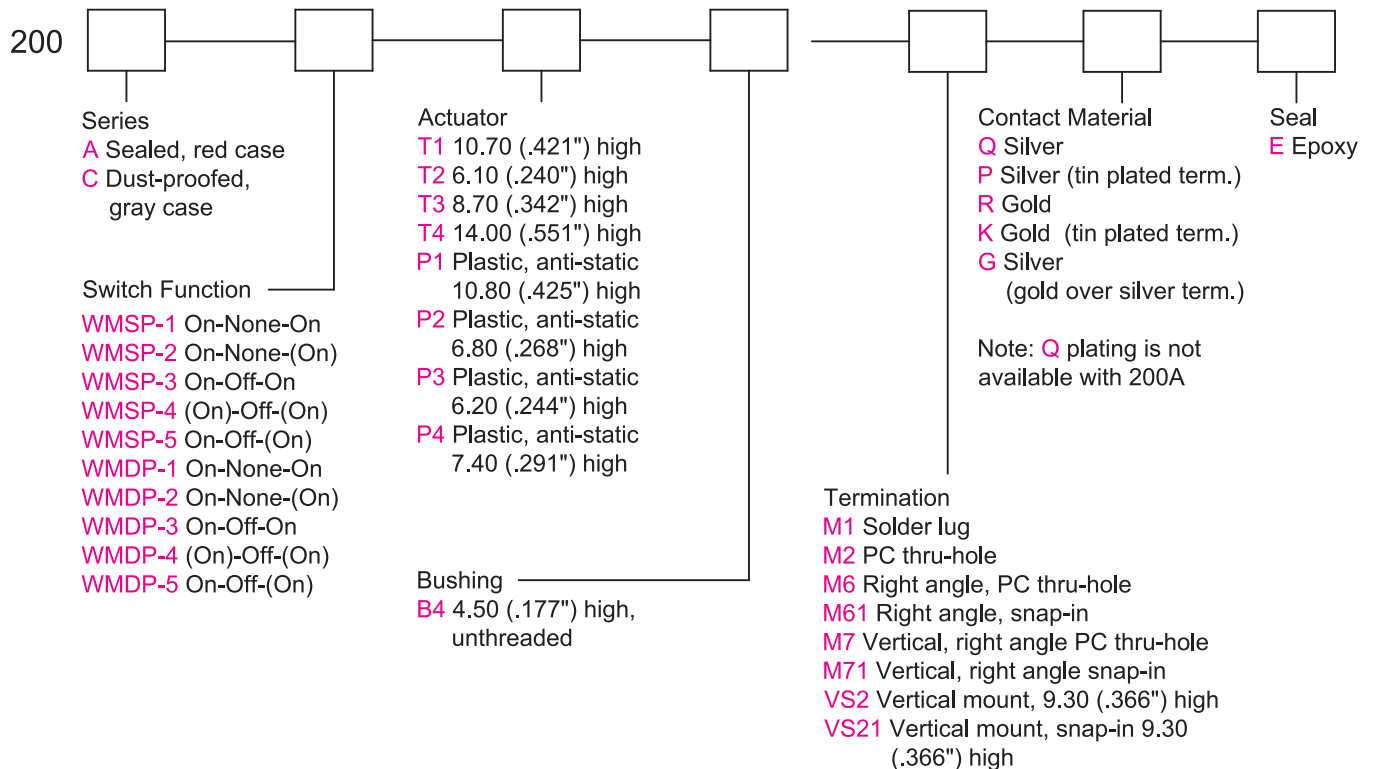 200
Series
A Sealed, red case
C Dust-proofed,
gray case
Switch Function
WMSP-1 On-None-On
WMSP-2 On-None-(On)
WMSP-3 On-Off-On
WMSP-4 (On)-Off-(On)
WMSP-5 On-Off-(On)
WMDP-1 On-None-On
WMDP-2 On-None-(On)
WMDP-3 On-Off-On
WMDP-4 (On)-Off-(On)
WMDP-5 On-Off-(On)
Actuator
T1 10.70 (.421") high
T2 6.10 (.240") high
T3 8.70 (.342") high
T4 14.00 (.551") high
P1 Plastic, anti-static
10.80 (.425") high
P2 Plastic, anti-static
6.80 (.268") high
P3 Plastic, anti-static
6.20 (.244") high
P4 Plastic, anti-static
7.40 (.291") high
Bushing
B4 4.50 (.177") high,
unthreaded
Termination
M1 Solder lug
M2 PC thru-hole
M6 Right angle, PC thru-hole
M61 Right angle, snap-in
M7 Vertical, right angle PC thru-hole
M71 Vertical, right angle snap-in
VS2 Vertical mount, 9.30 (.366") high
VS21 Vertical mount, snap-in 9.30
(.366") high
Contact Material
Q Silver
P Silver (tin plated term.)
R Gold
K Gold (tin plated term.)
G Silver
(gold over silver term.)
Note: Q plating is not
available with 200A
Seal
E Epoxy